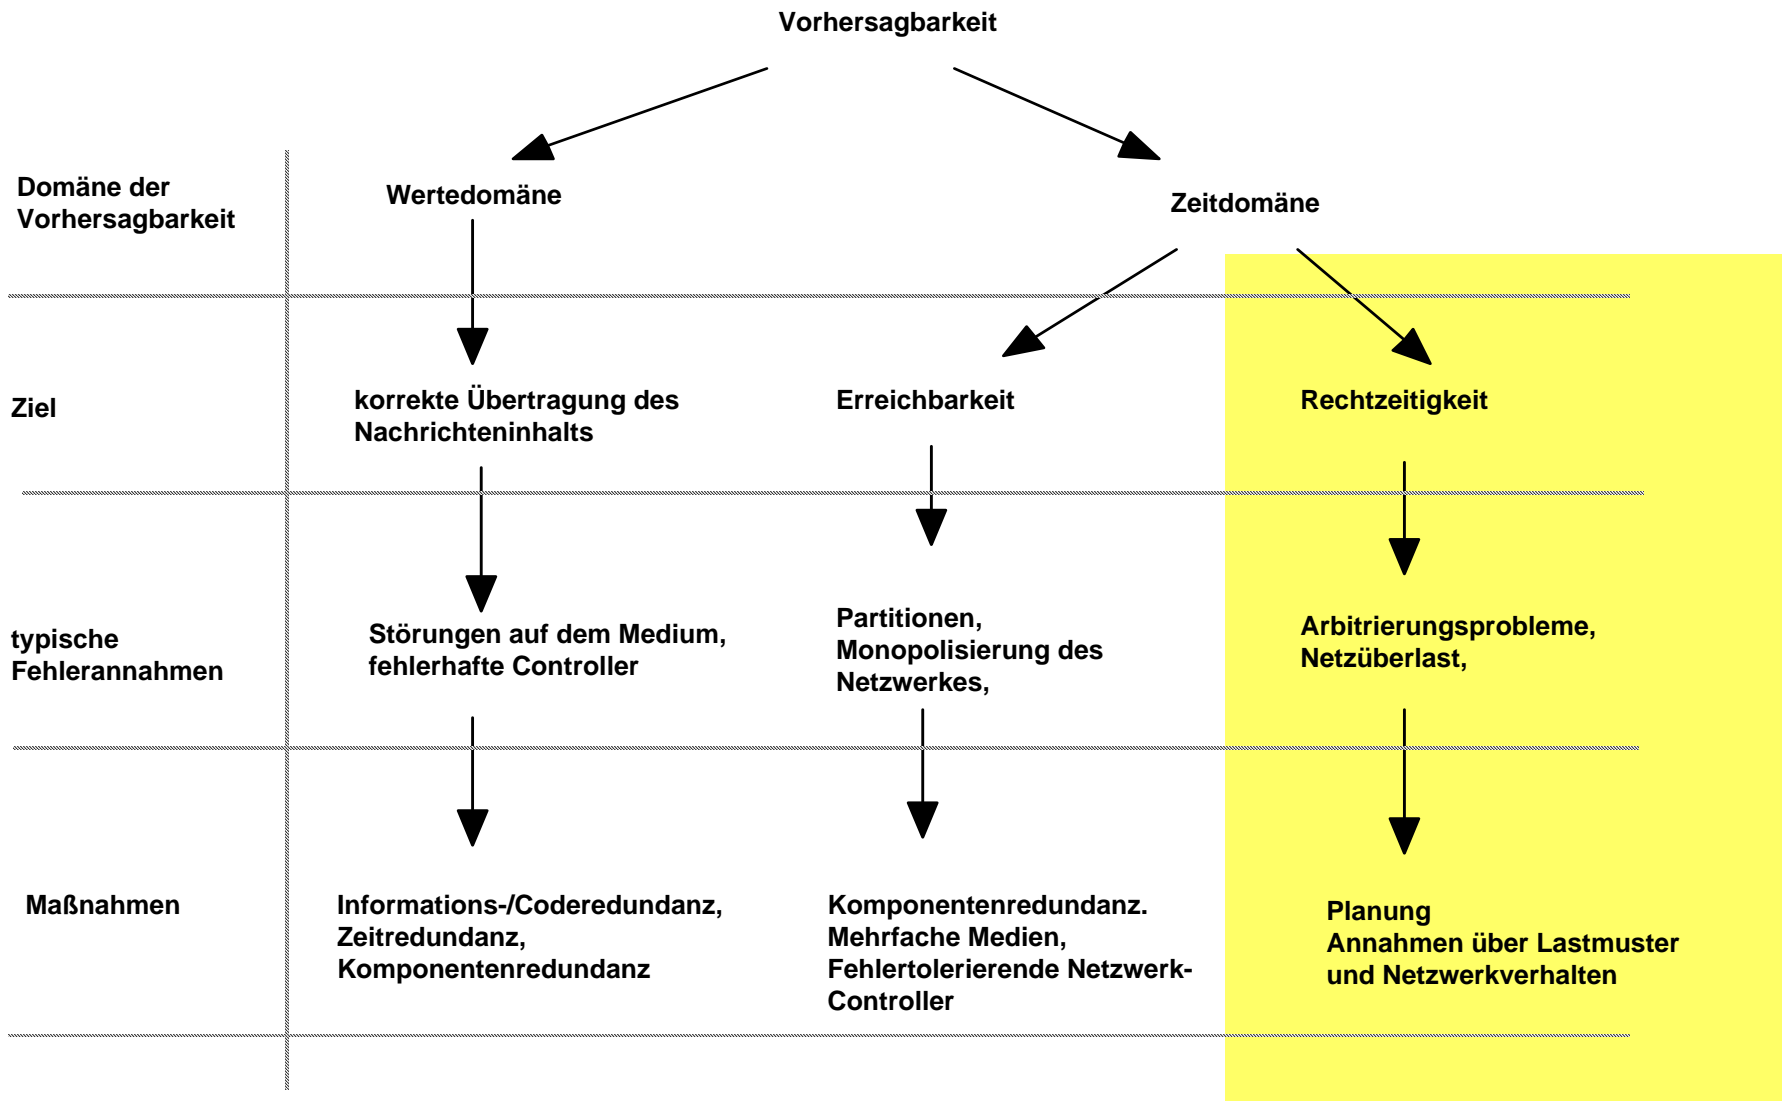 Vorhersagbarkeit
Domäne der
Vorhersagbarkeit
Wertedomäne
Zeitdomäne
Ziel
korrekte Übertragung des
Nachrichteninhalts
Erreichbarkeit
Rechtzeitigkeit
typische
Fehlerannahmen
Störungen auf dem Medium,
fehlerhafte Controller
Partitionen,
Monopolisierung des
Netzwerkes,
Arbitrierungsprobleme,
Netzüberlast,
Maßnahmen
Informations-/Coderedundanz,
Zeitredundanz,
Komponentenredundanz
Komponentenredundanz.
Mehrfache Medien,
Fehlertolerierende Netzwerk-
Controller
Planung
Annahmen über Lastmuster
und Netzwerkverhalten